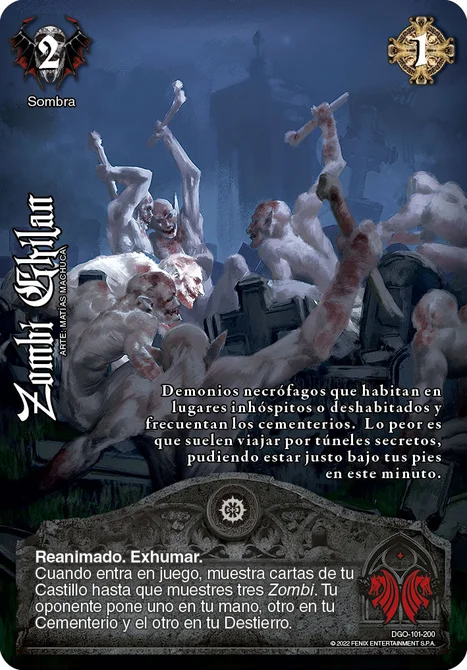 2
1
Sombra
Zombi Ghilan
ARTE: MATIAS MACHUCA
Demonios necrófagos que habitan en
lugares inhóspitos o deshabitados y
frecuentan los cementerios. Lo peor es
que suelen viajar por túneles secretos,
pudiendo estar justo bajo tus pies
en este minuto.
Reanimado. Exhumar.
Cuando entra en juego, muestra cartas de tu
Castillo hasta que muestres tres Zombi. Tu
oponente pone uno en tu mano, otro en tu
Cementerio y el otro en tu Destierro.
DGO-101-200
© 2022 FENIX ENTERTAINMENT S.P.A.